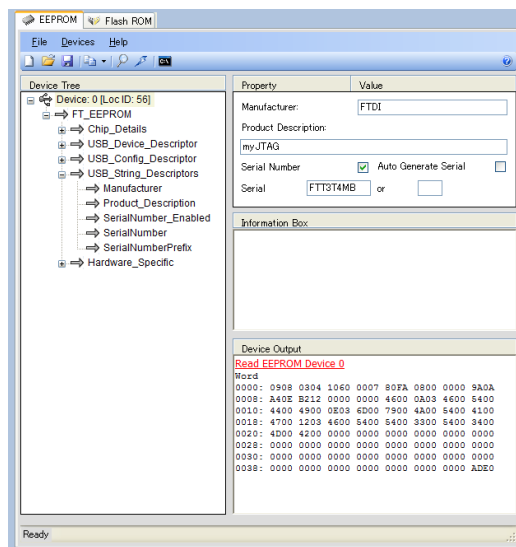 EEPROM Flash ROM
File Devices Help
Device Tree
Device: 0 [Loc ID: 56]
FT_EEPROM
Chip_Details
USB_Device_Descriptor
USB_Config_Descriptor
USB_String_Descriptors
Manufacturer
Product_Description
SerialNumber_Enabled
SerialNumber
SerialNumberPrefix
Hardware_Specific
Property Value
Manufacturer: FTDI
Product Description:
myJTAG
Serial Number Auto Generate Serial
Serial FTT3T4MB or
Information Box
Device Output
Read EEPROM Device 0
Word
0000: 0908 0304 1060 0007 80FA 0800 0000 9A0A
0008: A40E B212 0000 0000 4600 0A03 4600 5400
0010: 4400 4900 0E03 6D00 7900 4A00 5400 4100
0018: 4700 1203 4600 5400 5400 3300 5400 3400
0020: 4D00 4200 0000 0000 0000 0000 0000 0000
0028: 0000 0000 0000 0000 0000 0000 0000 0000
0030: 0000 0000 0000 0000 0000 0000 0000 0000
0038: 0000 0000 0000 0000 0000 0000 0000 ADE0
Ready